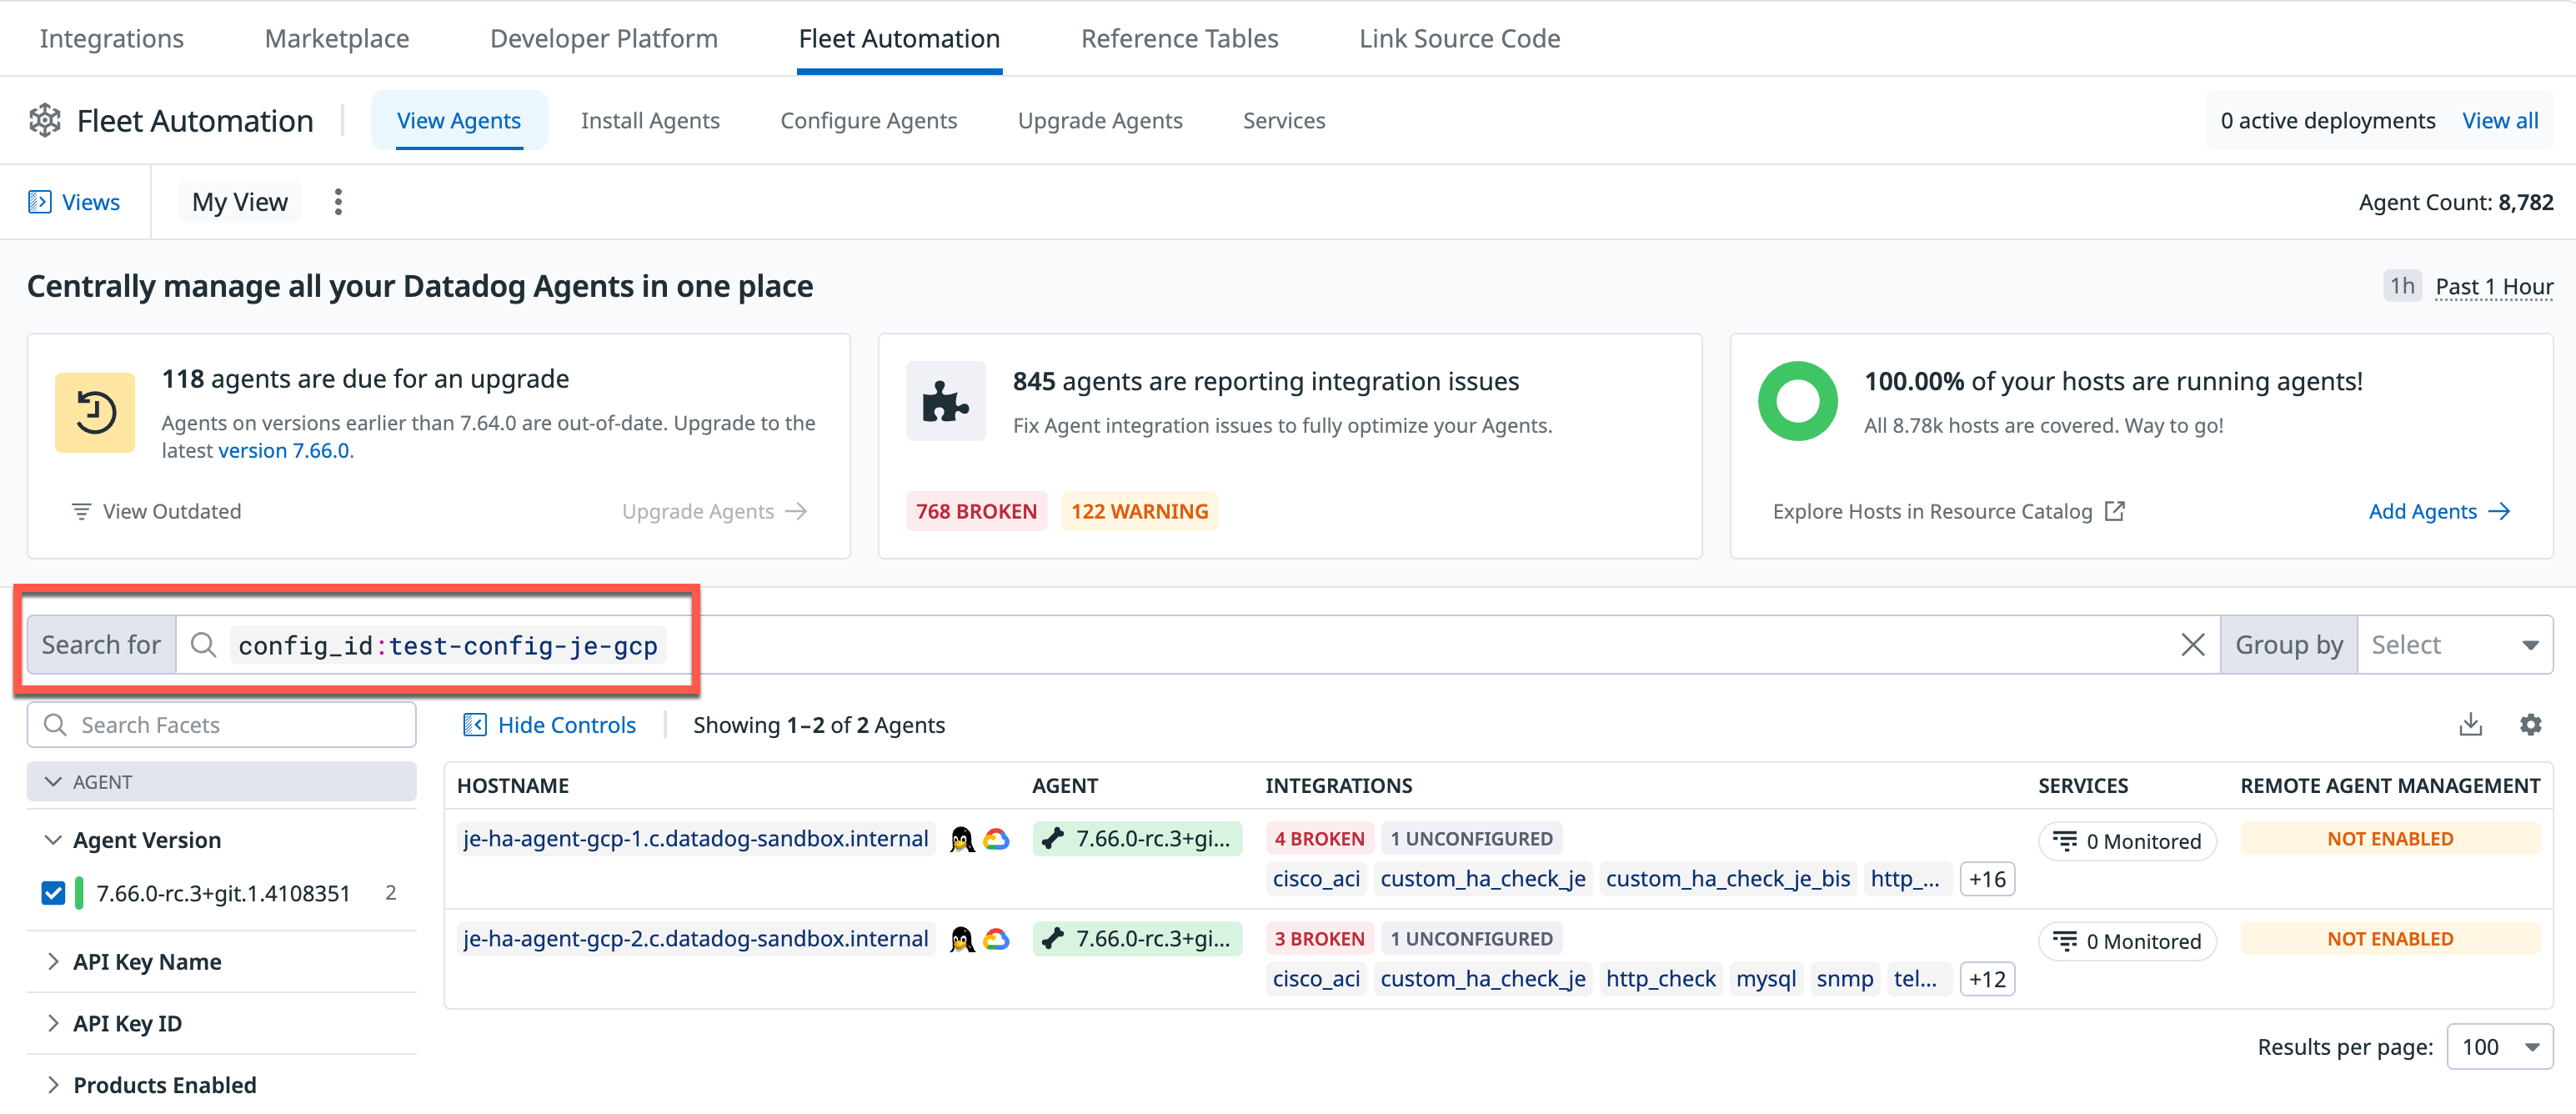 Integrations Marketplace Developer Platform Fleet Automation Reference Tables Link Source Code
Fleet Automation View Agents Install Agents Configure Agents Upgrade Agents Services 0 active deployments View all
Views My View Agent Count: 8,782
Centrally manage all your Datadog Agents in one place 1h Past 1 Hour
118 agents are due for an upgrade
Agents on versions earlier than 7.64.0 are out-of-date. Upgrade to the
latest version 7.66.0.
View Outdated Upgrade Agents
845 agents are reporting integration issues
Fix Agent integration issues to fully optimize your Agents.
768 BROKEN 122 WARNING
100.00% of your hosts are running agents!
All 8.78k hosts are covered. Way to go!
Explore Hosts in Resource Catalog Add Agents
Search for config_id:test-config-je-gcp Group by Select
Search Facets
AGENT
Agent Version
7.66.0-rc.3+git.1.4108351 2
API Key Name
API Key ID
Products Enabled
Hide Controls Showing 1–2 of 2 Agents
HOSTNAME AGENT INTEGRATIONS SERVICES REMOTE AGENT MANAGEMENT
je-ha-agent-gcp-1.c.datadog-sandbox.internal 7.66.0-rc.3+gi... 4 BROKEN 1 UNCONFIGURED 0 Monitored NOT ENABLED
cisco_aci custom_ha_check_je custom_ha_check_je_bis http_... +16
je-ha-agent-gcp-2.c.datadog-sandbox.internal 7.66.0-rc.3+gi... 3 BROKEN 1 UNCONFIGURED 0 Monitored NOT ENABLED
cisco_aci custom_ha_check_je http_check mysql snmp tel... +12
Results per page: 100